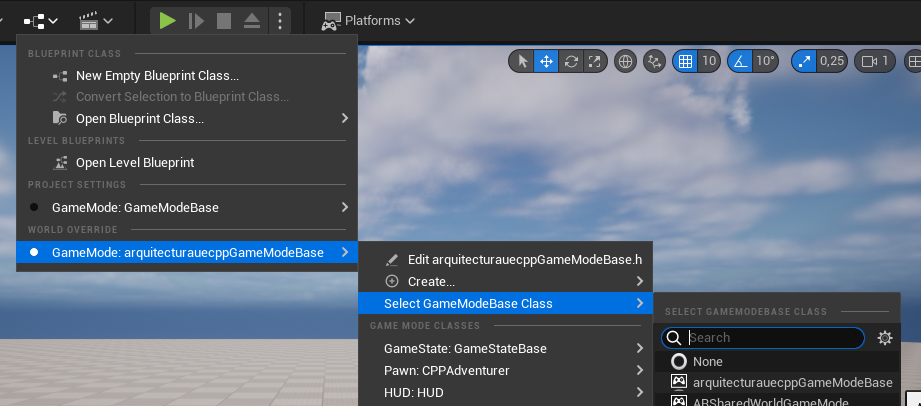 Platforms
BLUEPRINT CLASS
New Empty Blueprint Class...
Convert Selection to Blueprint Class...
Open Blueprint Class...
LEVEL BLUEPRINTS
Open Level Blueprint
PROJECT SETTINGS
GameMode: GameModeBase
WORLD OVERRIDE
GameMode: arquitecturauecppGameModeBase
10
10°
0,25
1
Edit arquitecturauecppGameModeBase.h
Create...
Select GameModeBase Class
GAME MODE CLASSES
GameState: GameStateBase
Pawn: CPPAdventurer
HUD: HUD
SELECT GAMEMODEBASE CLASS
Search
None
arquitecturauecppGameModeBase
ABSharedWorldGameMode